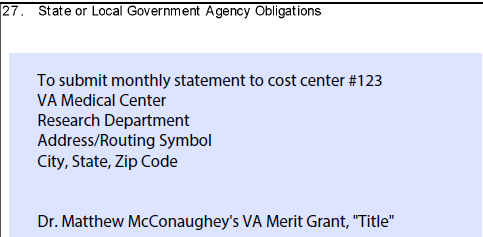 27. State or Local Government Agency Obligations
To submit monthly statement to cost center #123
VA Medical Center
Research Department
Address/Routing Symbol
City, State, Zip Code
Dr. Matthew McConaughey's VA Merit Grant, "Title"